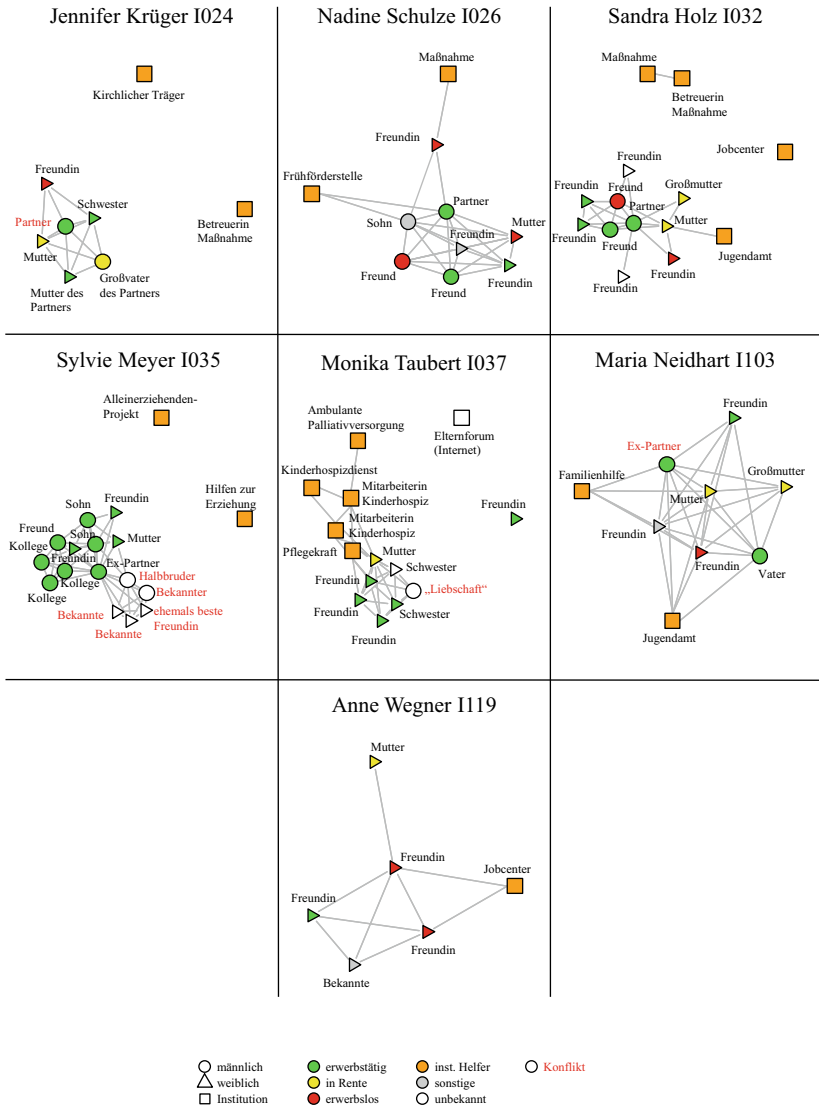 Jennifer Krüger I024
Kirchlicher Träger
Freundin
Schwester
Partner
Mutter
Mutter des
Partners
Großvater
des Partners
Betreuerin
Maßnahme
Nadine Schulze I026
Maßnahme
Freundin
Frühförderstelle
Partner
Sohn
Mutter
Freundin
Freund
Freund
Freundin
Sandra Holz I032
Maßnahme
Betreuerin
Maßnahme
Jobcenter
Freundin
Freundin
Freund
Großmutter
Partner
Mutter
Freundin
Freund
Jugendamt
Freundin
Freundin
Sylvie Meyer I035
Alleinerziehenden-
Projekt
Hilfen zur
Erziehung
Sohn
Freundin
Freund
Sohn
Mutter
Kollege
Freundin
Ex-Partner
Kollege
Halbbruder
Kollege
Bekannter
Bekannte
ehemals beste
Freundin
Bekannte
Monika Taubert I037
Ambulante
Palliativversorgung
Elternforum
(Internet)
Kinderhospizdienst
Mitarbeiterin
Kinderhospiz
Freundin
Mitarbeiterin
Kinderhospiz
Pflegekraft
Mutter
Schwester
Freundin
„Liebschaft“
Freundin
Schwester
Freundin
Maria Neidhart I103
Freundin
Ex-Partner
Familienhilfe
Großmutter
Mutter
Freundin
Freundin
Vater
Jugendamt
Anne Wegner I119
Mutter
Freundin
Jobcenter
Freundin
Freundin
Bekannte
männlich
erwerbstätig
inst. Helfer
Konflikt
weiblich
in Rente
sonstige
Institution
erwerbslos
unbekannt